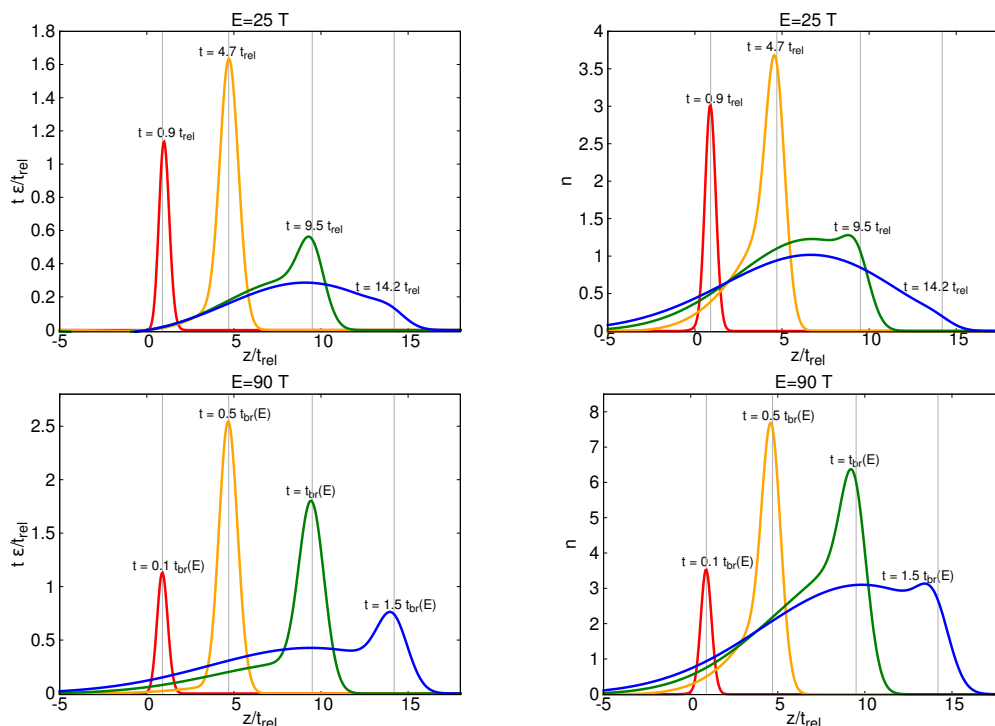 E=25 T
1.8
1.6
1.4
1.2
1
0.8
0.6
0.4
0.2
0
t ε/t_rel
t = 4.7 t_rel
t = 0.9 t_rel
t = 9.5 t_rel
t = 14.2 t_rel
-5 0 5 10 15
z/t_rel
E=25 T
4
3.5
3
2.5
2
1.5
1
0.5
0
n
t = 4.7 t_rel
t = 0.9 t_rel
t = 9.5 t_rel
t = 14.2 t_rel
-5 0 5 10 15
z/t_rel
E=90 T
2.5
2
1.5
1
0.5
0
t ε/t_rel
t = 0.5 t_br(E)
t = t_br(E)
t = 0.1 t_br(E)
t = 1.5 t_br(E)
-5 0 5 10 15
z/t_rel
E=90 T
8
7
6
5
4
3
2
1
0
n
t = 0.5 t_br(E)
t = t_br(E)
t = 0.1 t_br(E)
t = 1.5 t_br(E)
-5 0 5 10 15
z/t_rel